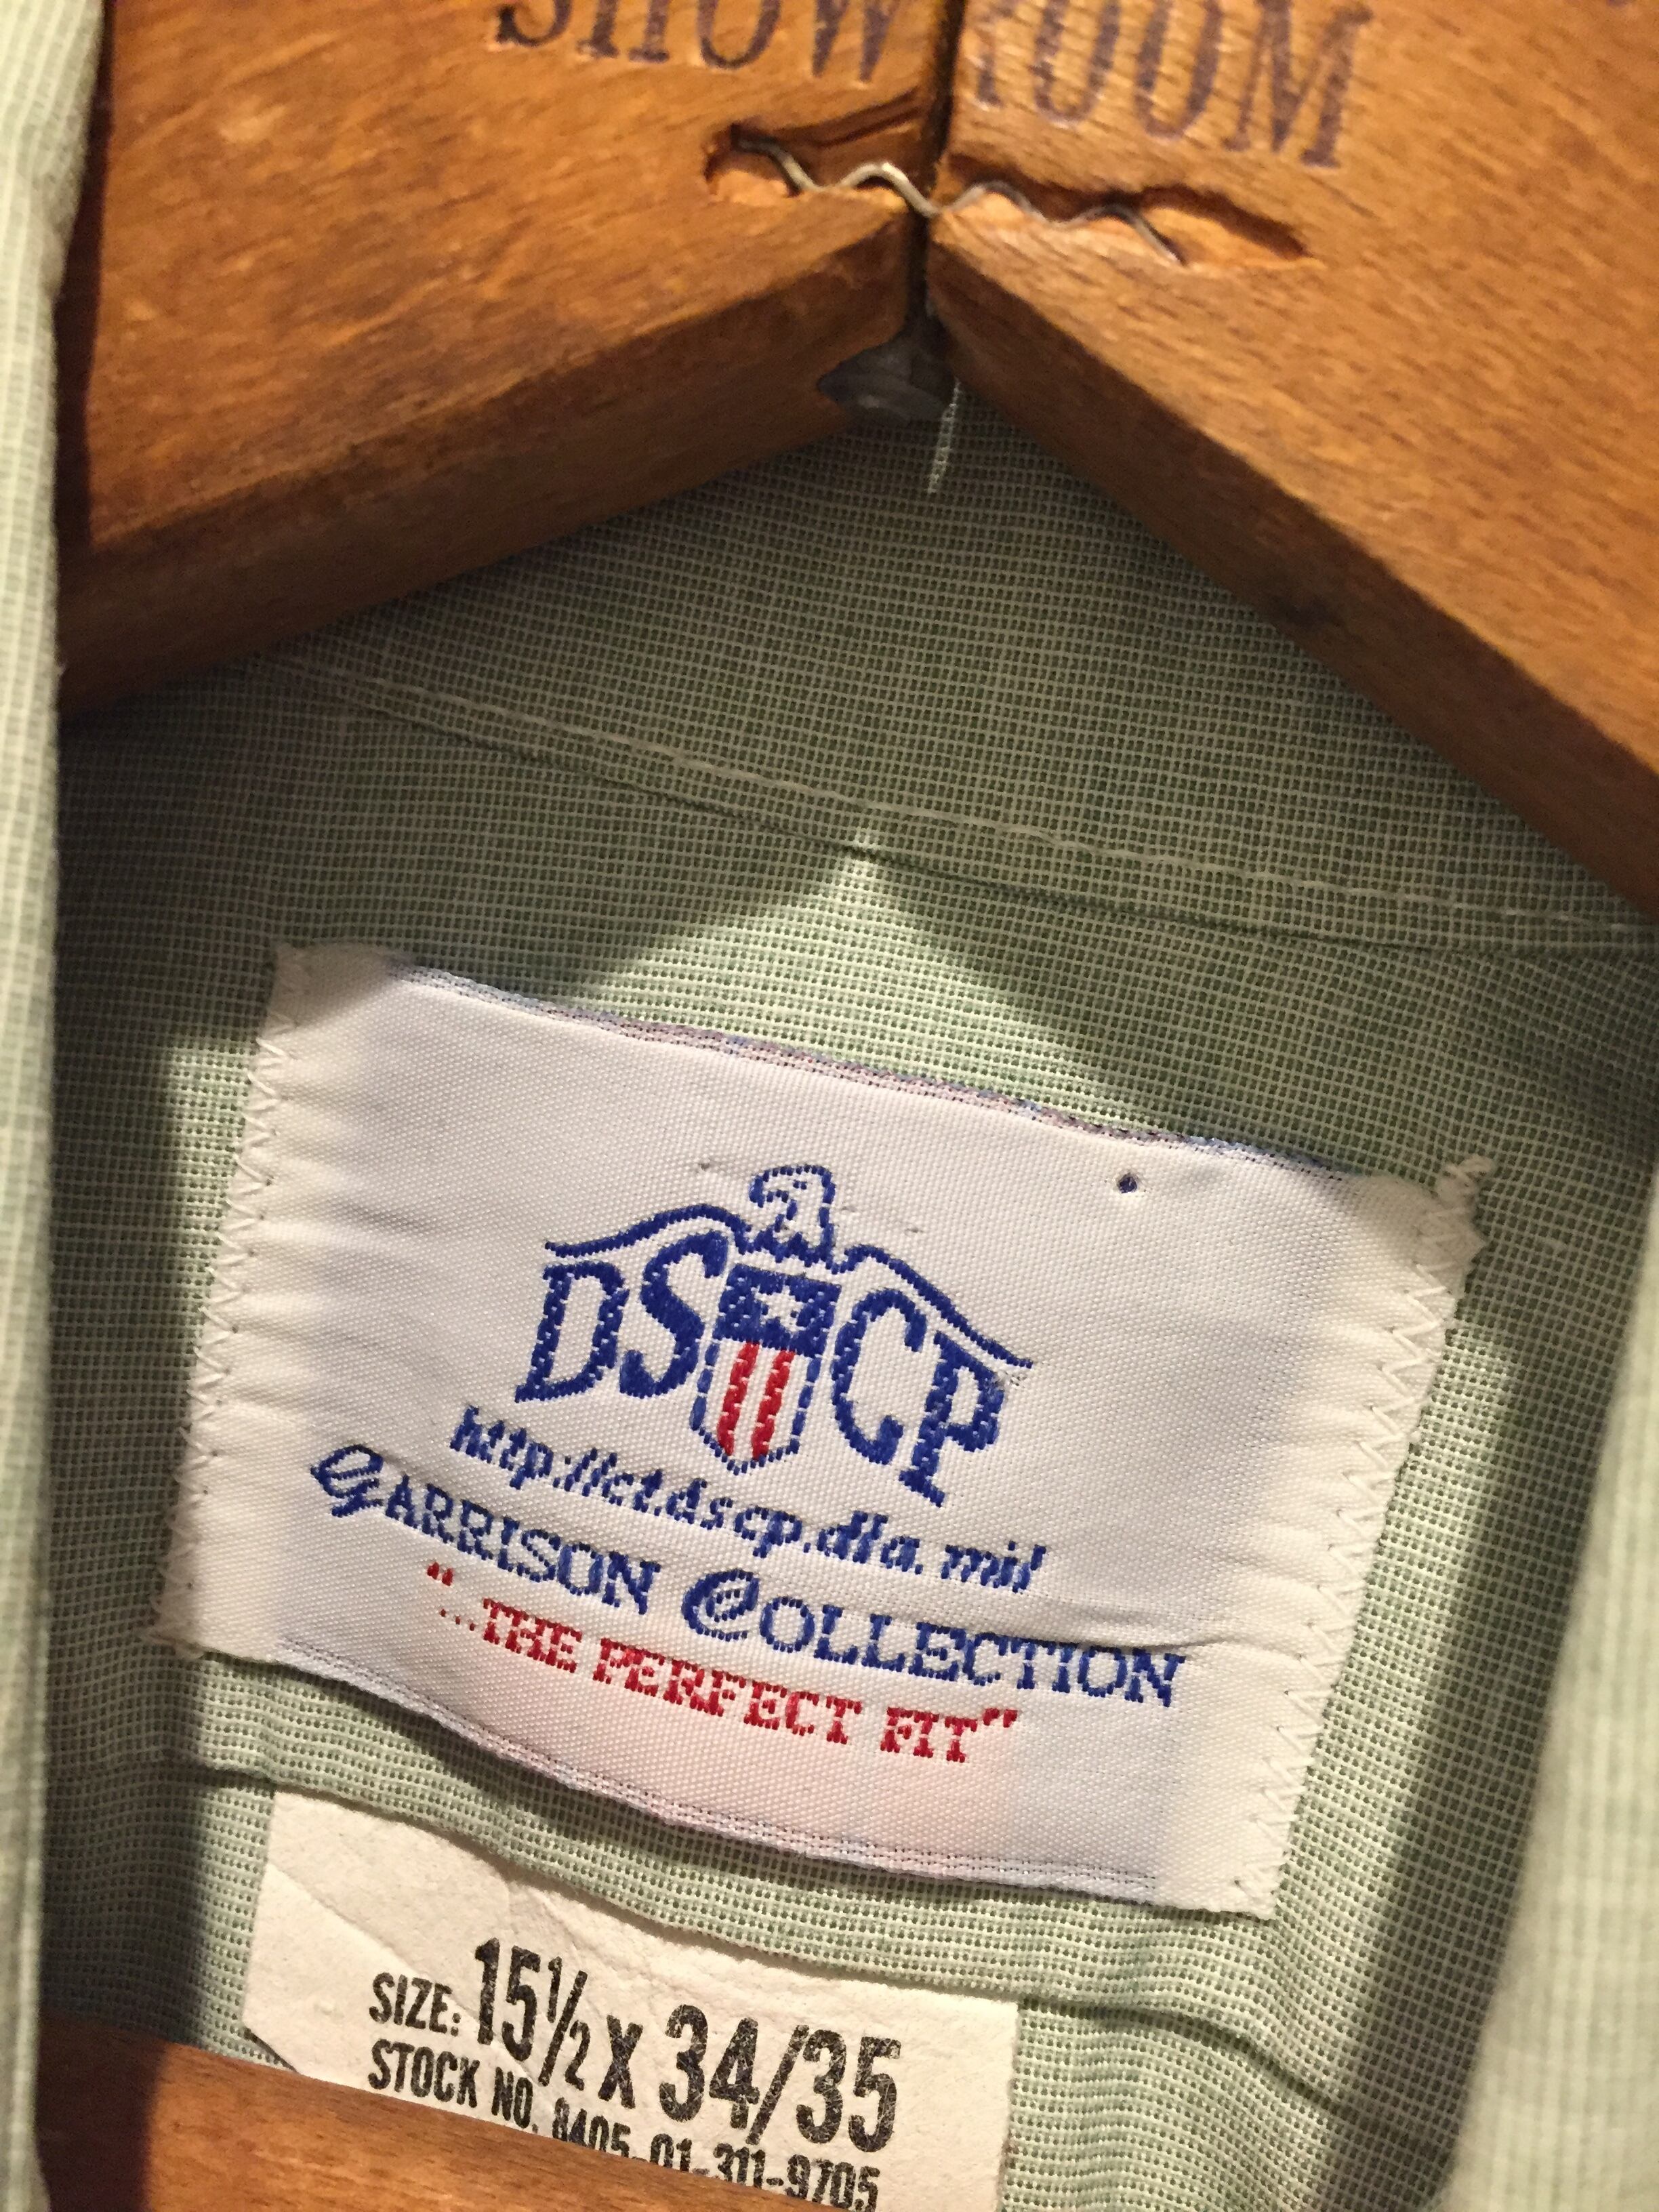 SHOWROOM
DSCP
http://ct.dscp.dla.mil
GARRISON COLLECTION
"...THE PERFECT FIT"
SIZE: 15½ X 34/35
STOCK NO. 8405-01-311-9705